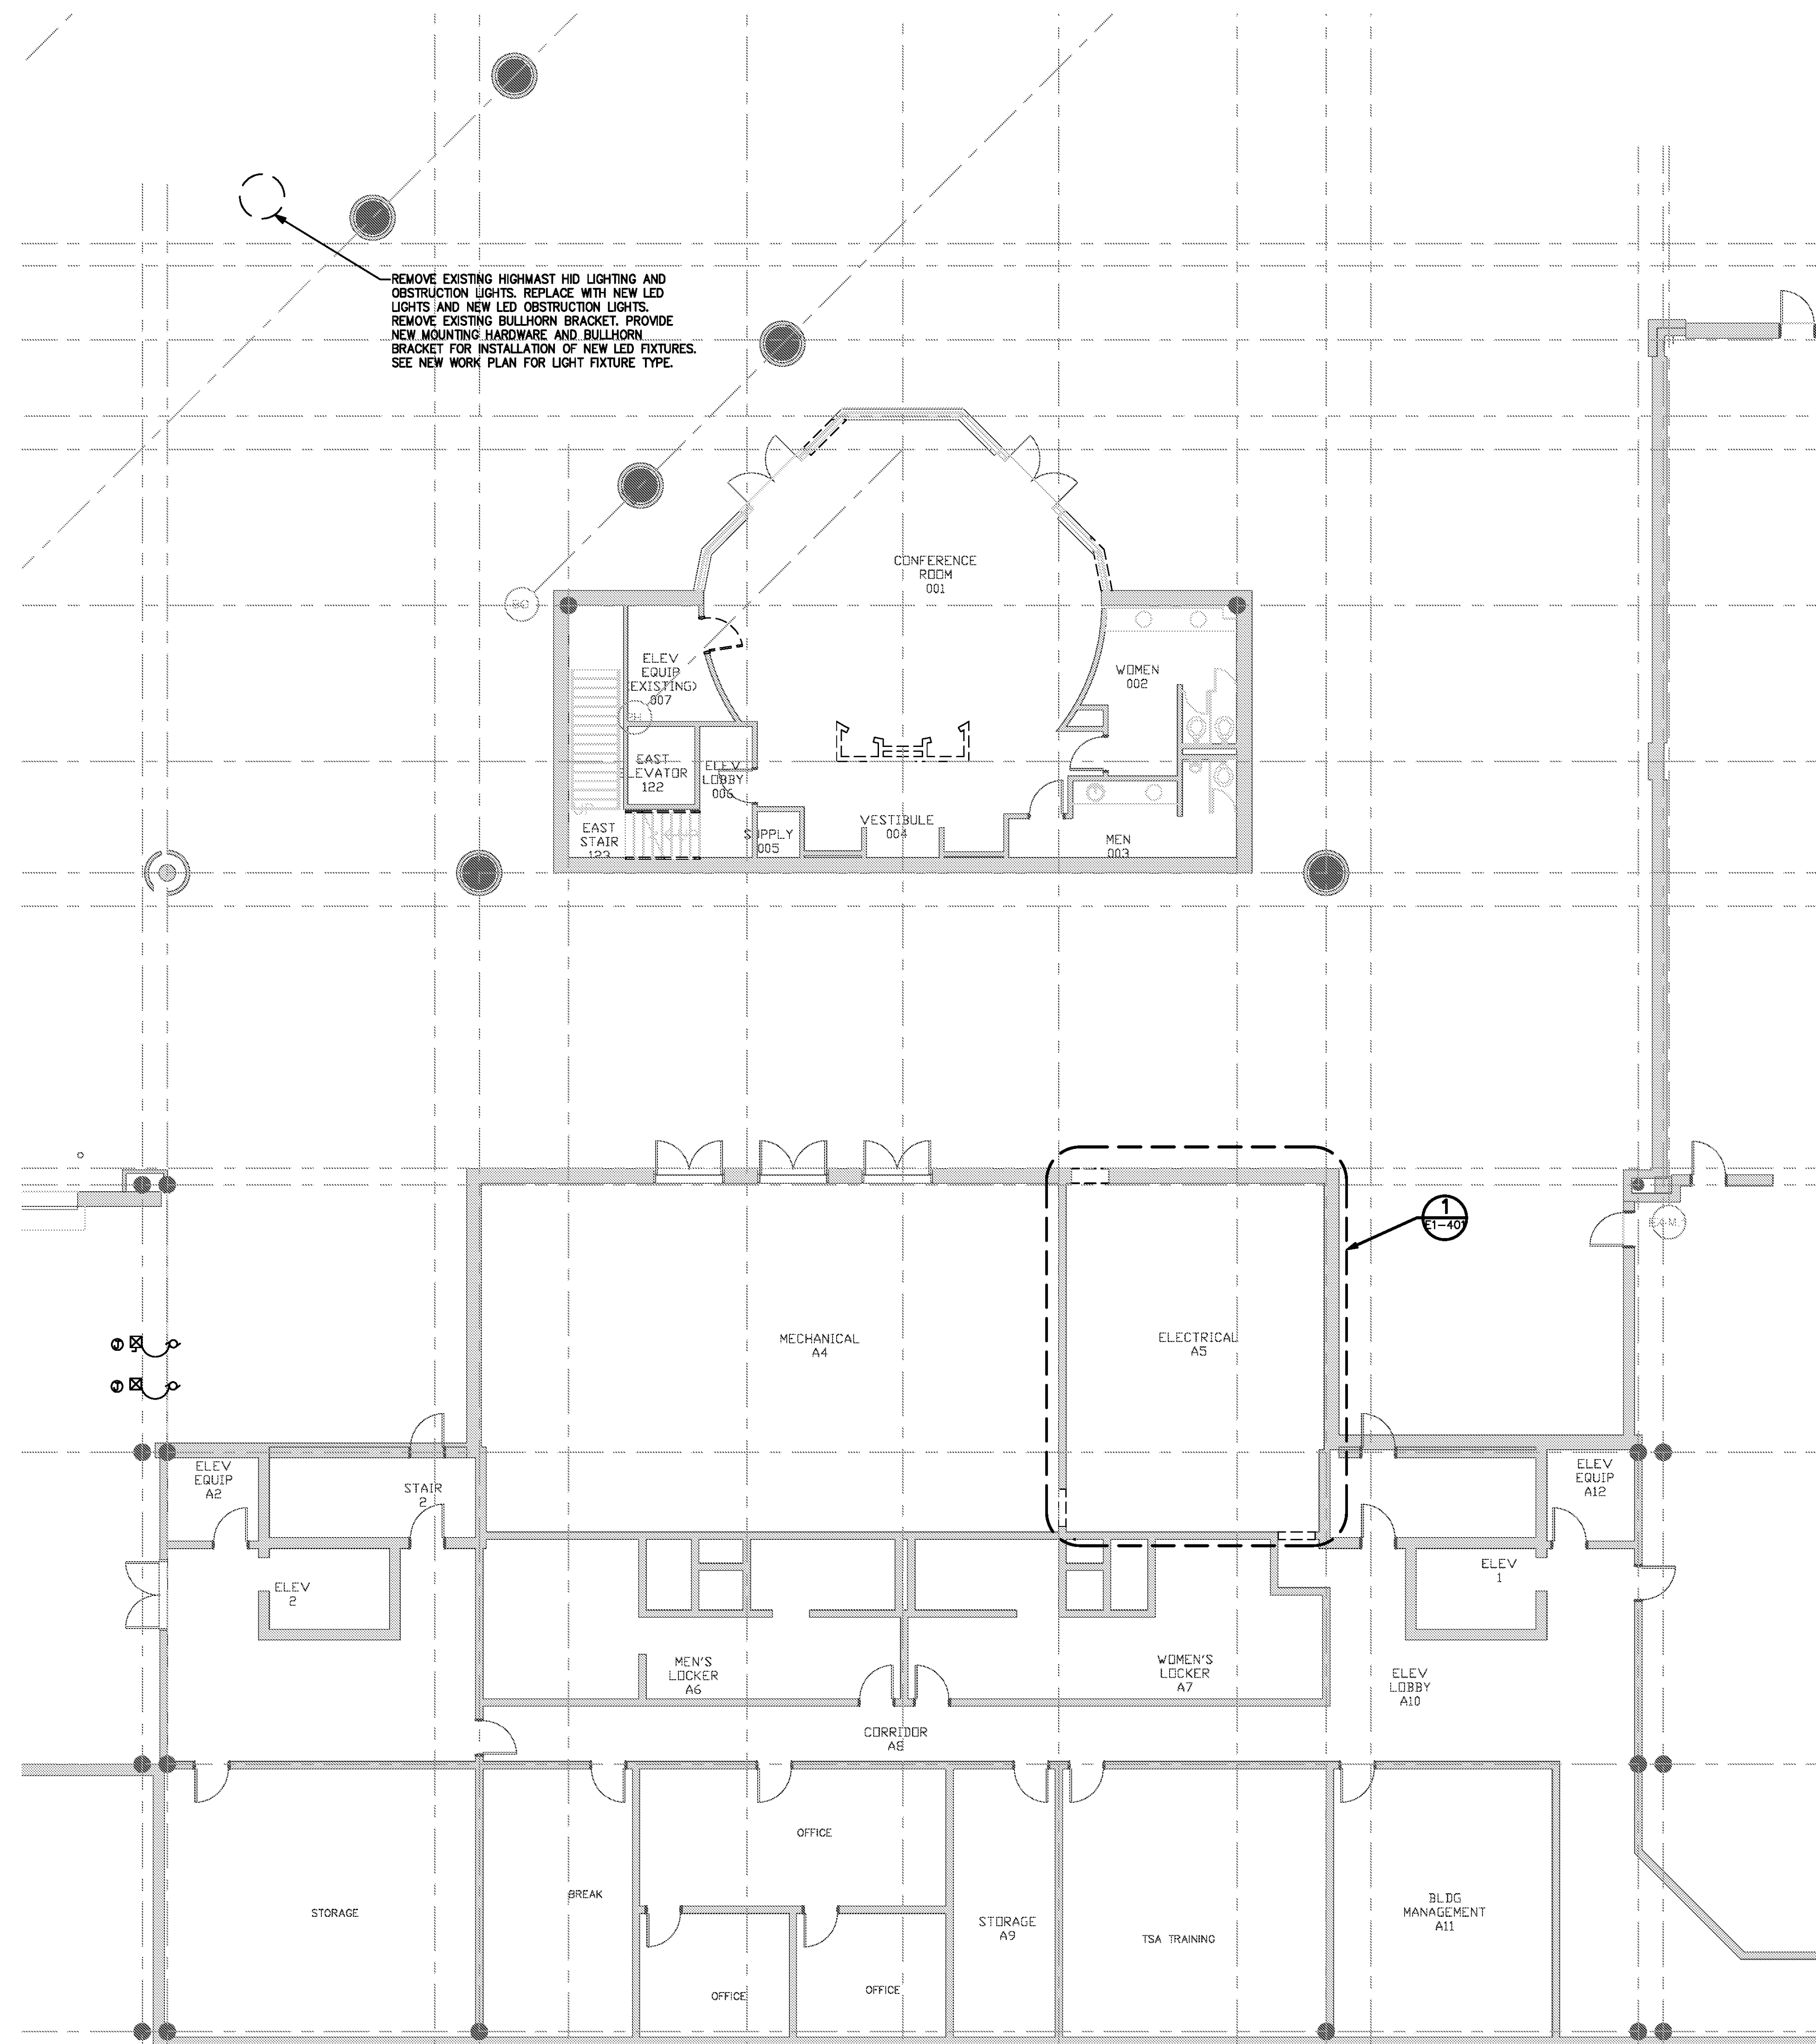 REMOVE EXISTING HIGHMAST HID LIGHTING AND
OBSTRUCTION LIGHTS. REPLACE WITH NEW LED
LIGHTS AND NEW LED OBSTRUCTION LIGHTS.
REMOVE EXISTING BULLHORN BRACKET. PROVIDE
NEW MOUNTING HARDWARE AND BULLHORN
BRACKET FOR INSTALLATION OF NEW LED FIXTURES.
SEE NEW WORK PLAN FOR LIGHT FIXTURE TYPE.
CONFERENCE
ROOM
001
ELEV
EQUIP
(EXISTING)
007
WOMEN
002
EAST
ELEVATOR
122
ELEV
LOBBY
006
UP
EAST
STAIR
123
SUPPLY
005
VESTIBULE
004
MEN
003
1
E1-401
J
J
MECHANICAL
A4
ELECTRICAL
A5
ELEV
EQUIP
A2
STAIR
2
ELEV
EQUIP
A12
ELEV
2
ELEV
1
MEN'S
LOCKER
A6
WOMEN'S
LOCKER
A7
ELEV
LOBBY
A10
CORRIDOR
A8
OFFICE
STORAGE
BREAK
STORAGE
A9
TSA TRAINING
BLDG
MANAGEMENT
A11
OFFICE
OFFICE